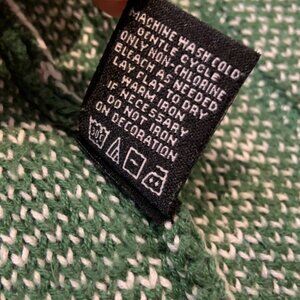 MACHINE WASH COLD
GENTLE CYCLE
ONLY NON-CHLORINE
BLEACH AS NEEDED
LAY FLAT TO DRY
WARM IRON
IF NECESSARY
DO NOT IRON
ON DECORATION